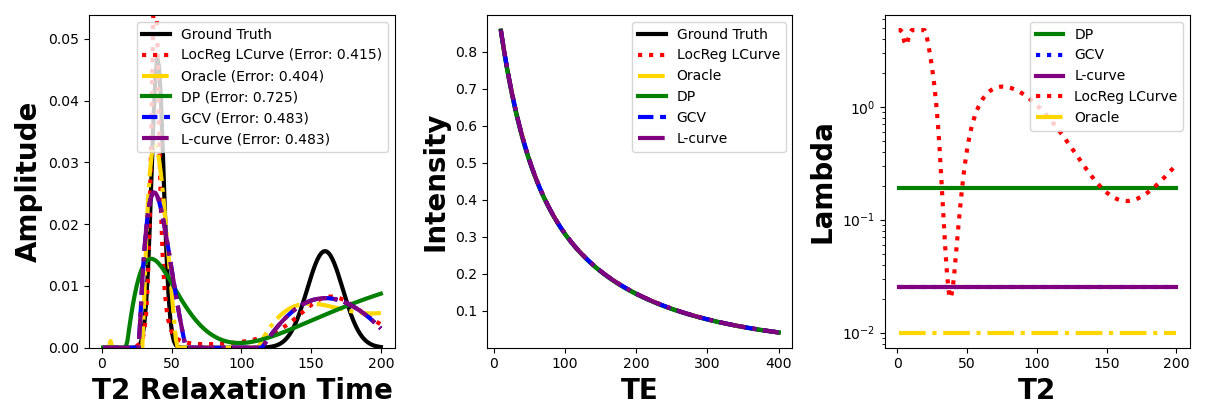 Amplitude
0.05
0.04
0.03
0.02
0.01
0.00
Ground Truth
LocReg LCurve (Error: 0.415)
Oracle (Error: 0.404)
DP (Error: 0.725)
GCV (Error: 0.483)
L-curve (Error: 0.483)
0 50 100 150 200
T2 Relaxation Time
Intensity
0.8
0.7
0.6
0.5
0.4
0.3
0.2
0.1
Ground Truth
LocReg LCurve
Oracle
DP
GCV
L-curve
0 100 200 300 400
TE
Lambda
10⁰
10⁻¹
10⁻²
DP
GCV
L-curve
LocReg LCurve
Oracle
0 50 100 150 200
T2